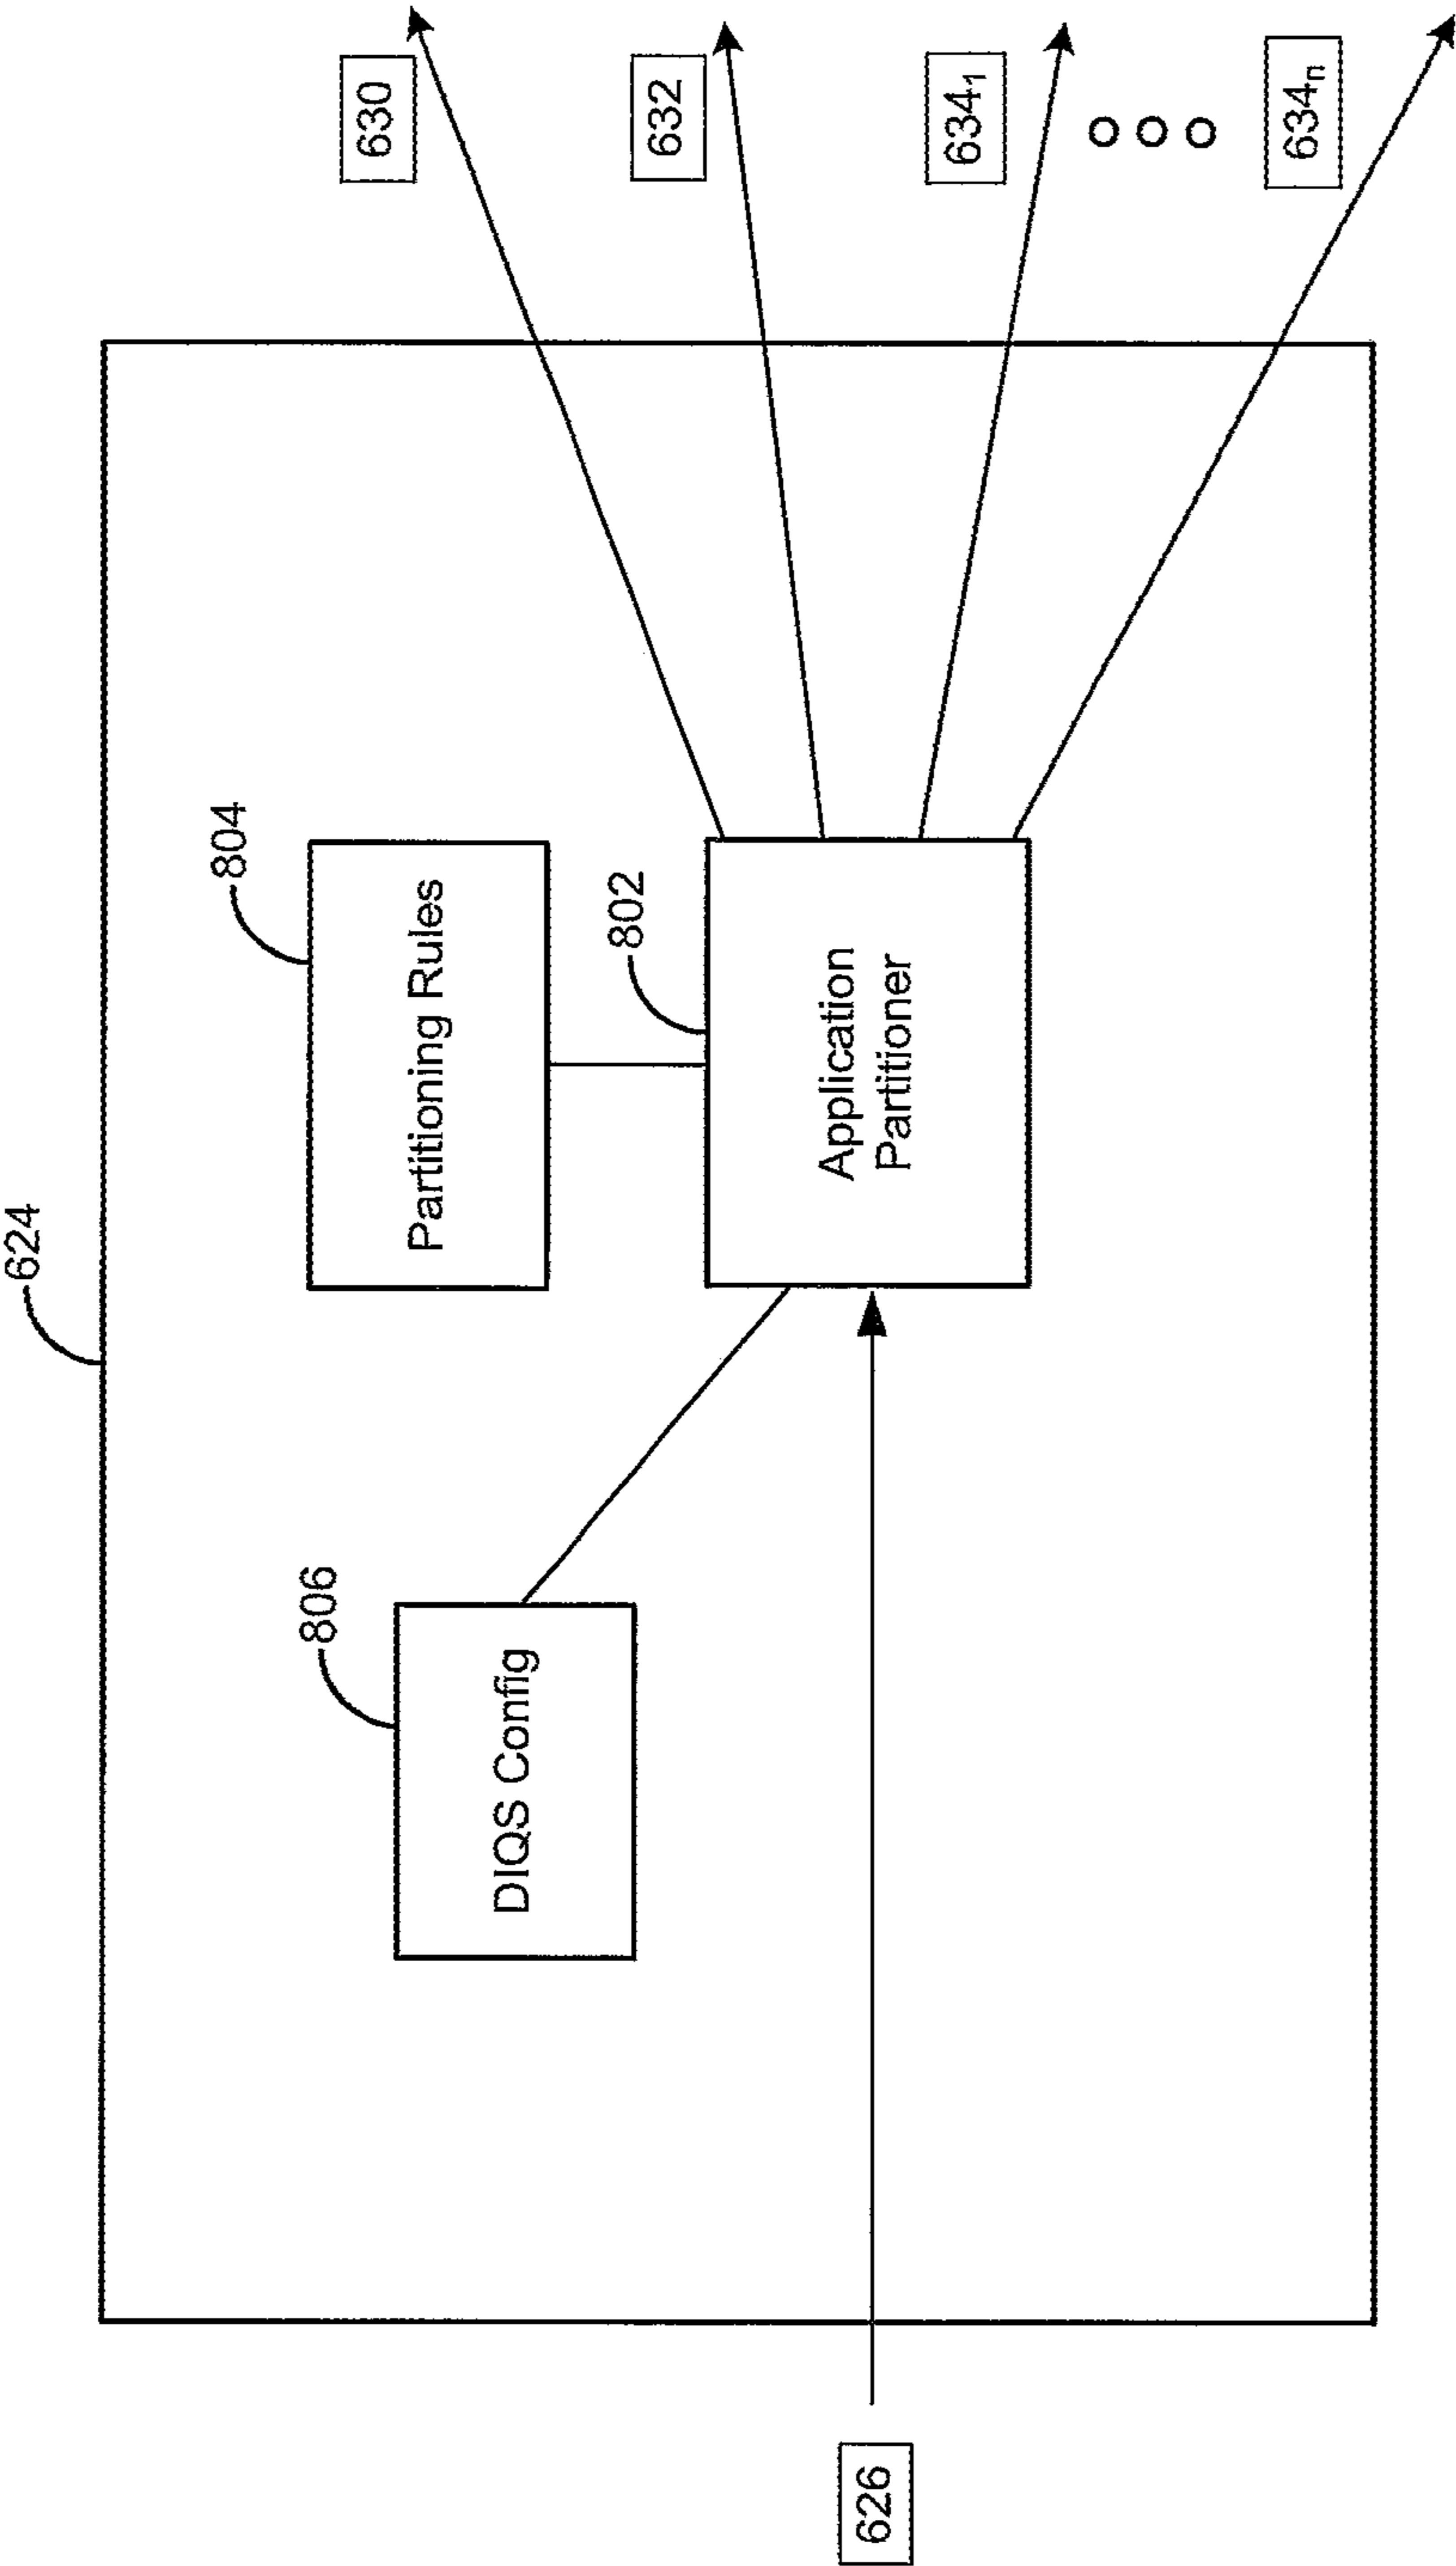 624
804
Partitioning Rules
806
DIQS Config
802
Application
Partitioner
626
630
632
634₁
634ₙ